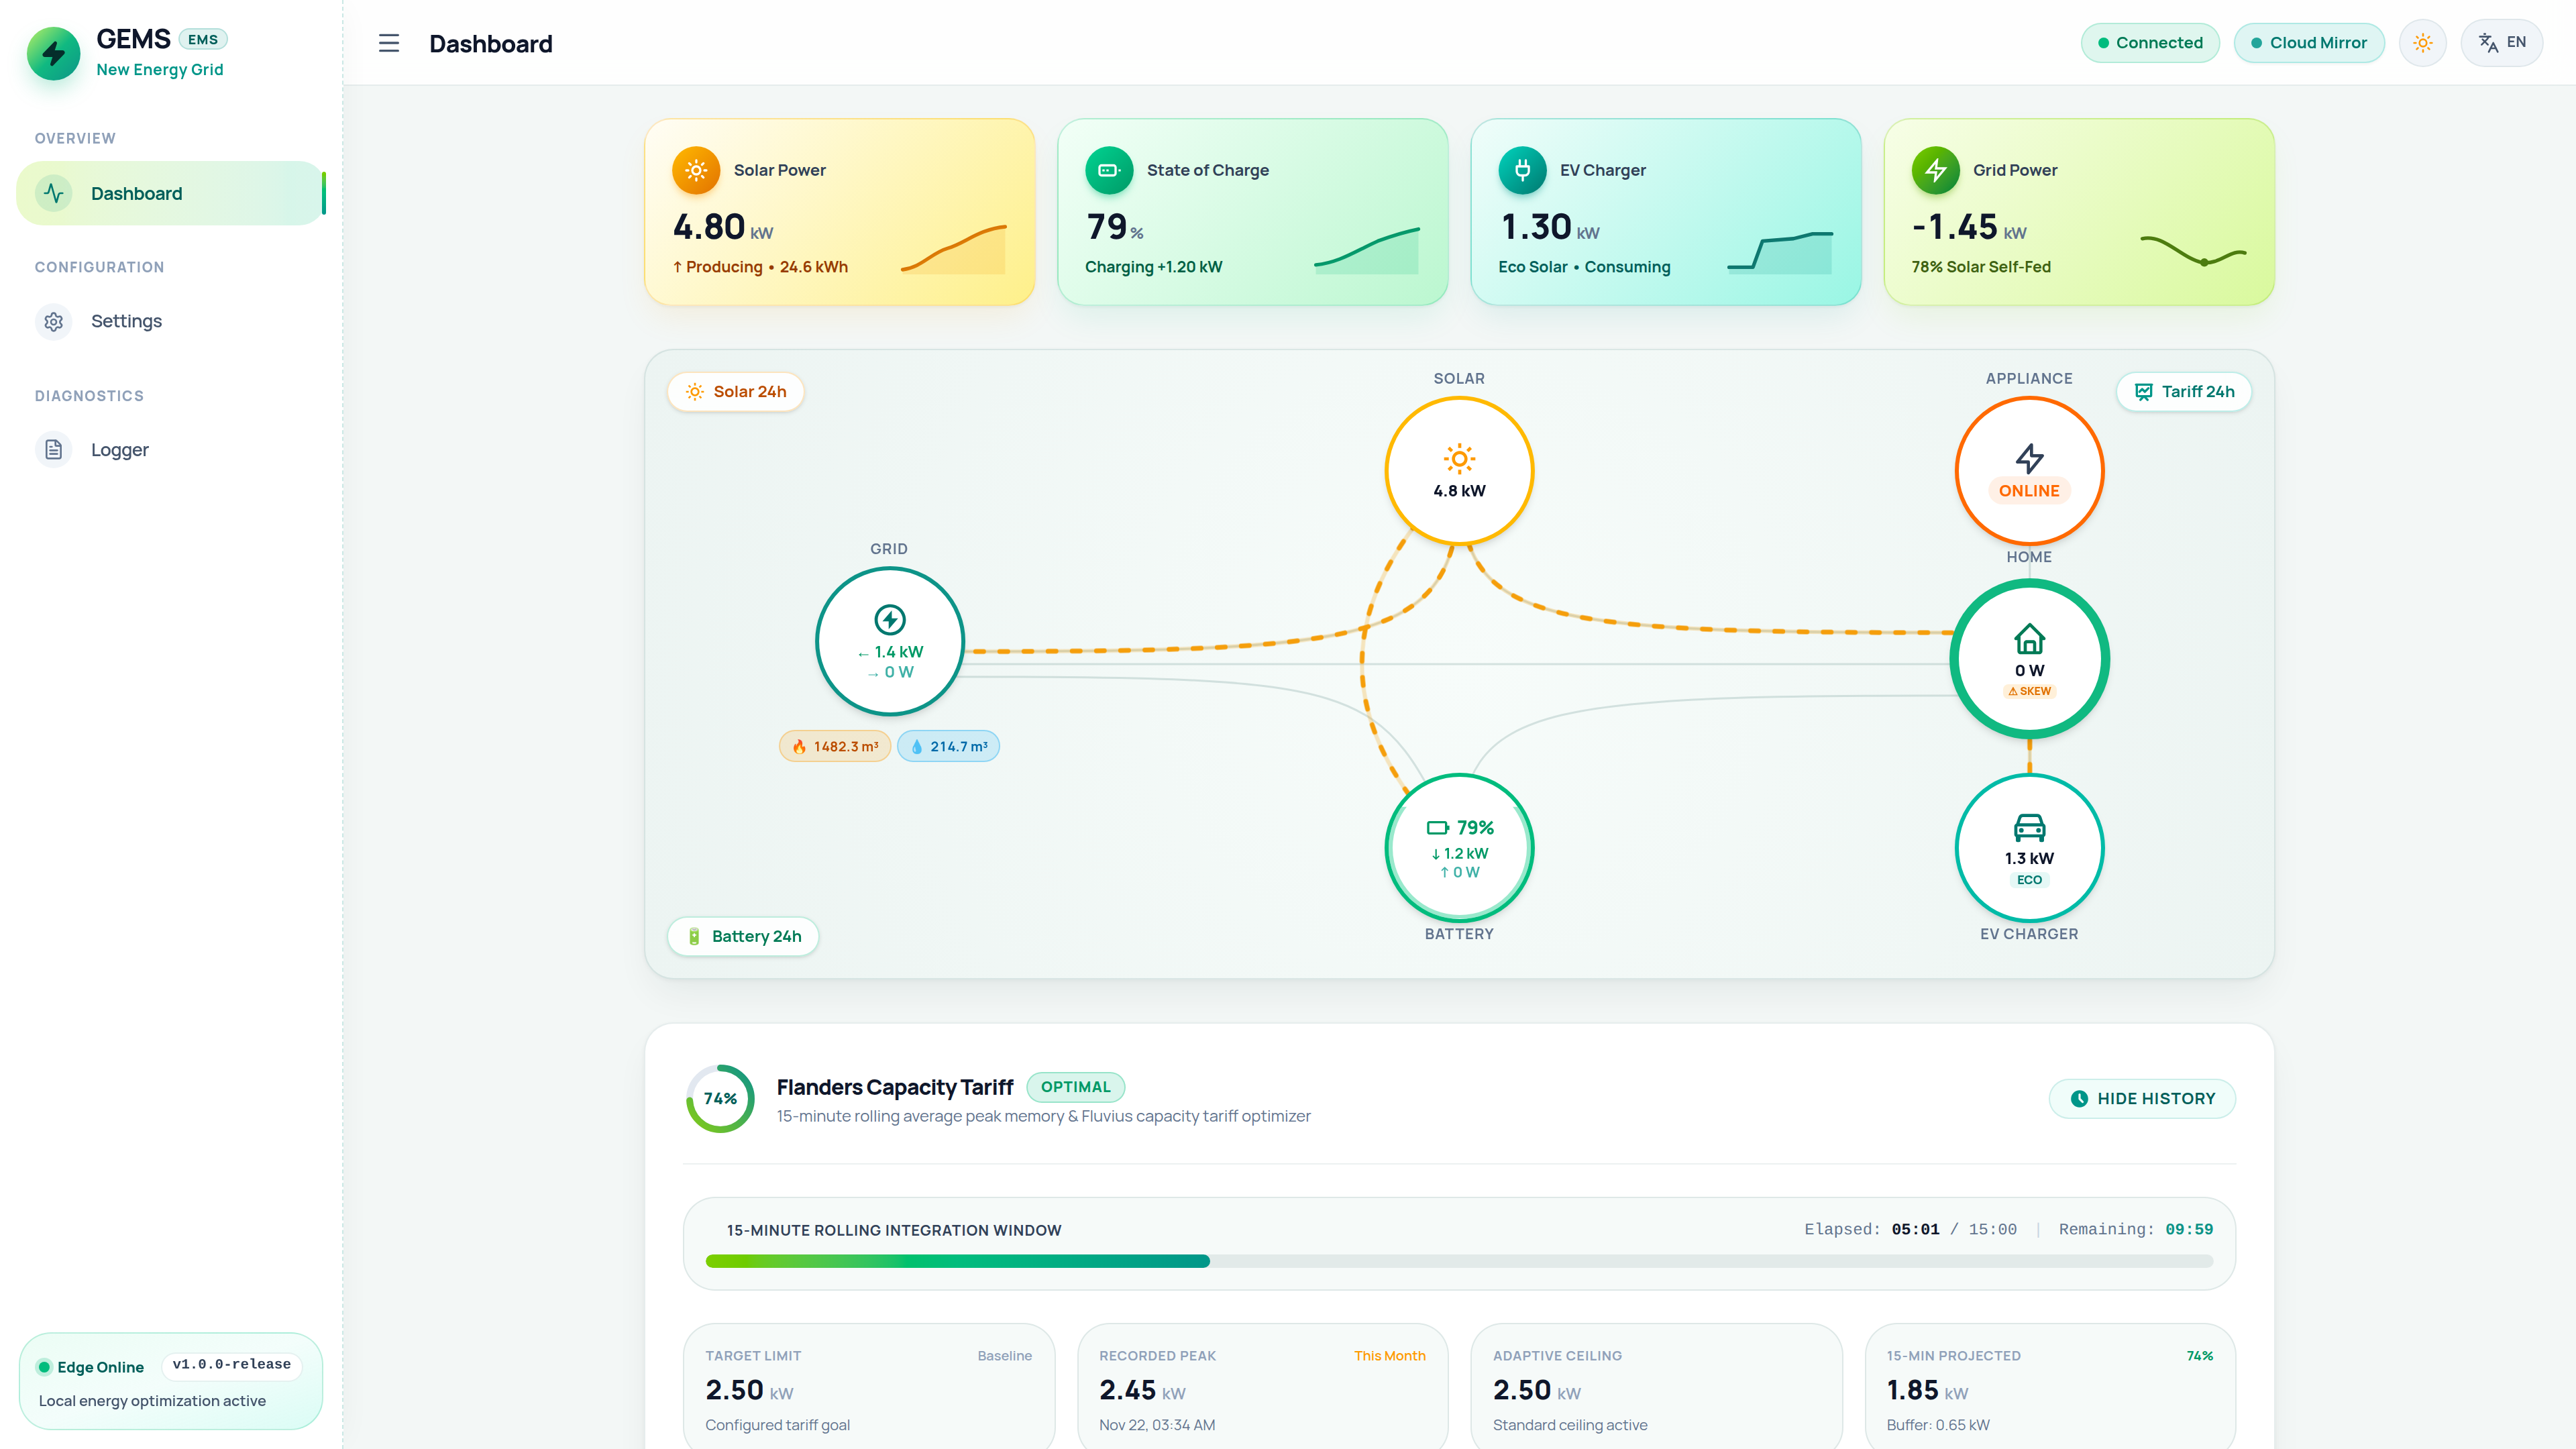 GEMS EMS
New Energy Grid
OVERVIEW
Dashboard
CONFIGURATION
Settings
DIAGNOSTICS
Logger
Edge Online v1.0.0-release
Local energy optimization active
Dashboard
Connected
Cloud Mirror
EN
Solar Power
4.80 kW
↑ Producing • 24.6 kWh
State of Charge
79 %
Charging +1.20 kW
EV Charger
1.30 kW
Eco Solar • Consuming
Grid Power
-1.45 kW
78% Solar Self-Fed
Solar 24h
SOLAR
4.8 kW
APPLIANCE
ONLINE
Tariff 24h
GRID
← 1.4 kW
→ 0 W
🔥 1482.3 m³
💧 214.7 m³
HOME
0 W
⚠ SKEW
79%
↓ 1.2 kW
↑ 0 W
BATTERY
1.3 kW
ECO
EV CHARGER
🔋 Battery 24h
74%
Flanders Capacity Tariff OPTIMAL
15-minute rolling average peak memory & Fluvius capacity tariff optimizer
HIDE HISTORY
15-MINUTE ROLLING INTEGRATION WINDOW
Elapsed: 05:01 / 15:00 | Remaining: 09:59
TARGET LIMIT Baseline
2.50 kW
Configured tariff goal
RECORDED PEAK This Month
2.45 kW
Nov 22, 03:34 AM
ADAPTIVE CEILING
2.50 kW
Standard ceiling active
15-MIN PROJECTED 74%
1.85 kW
Buffer: 0.65 kW